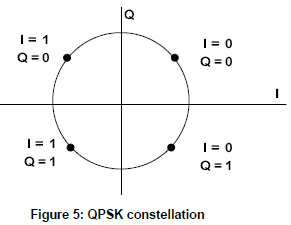 Q
I = 1
Q = 0
I = 0
Q = 0
I
I = 1
Q = 1
I = 0
Q = 1
Figure 5: QPSK constellation